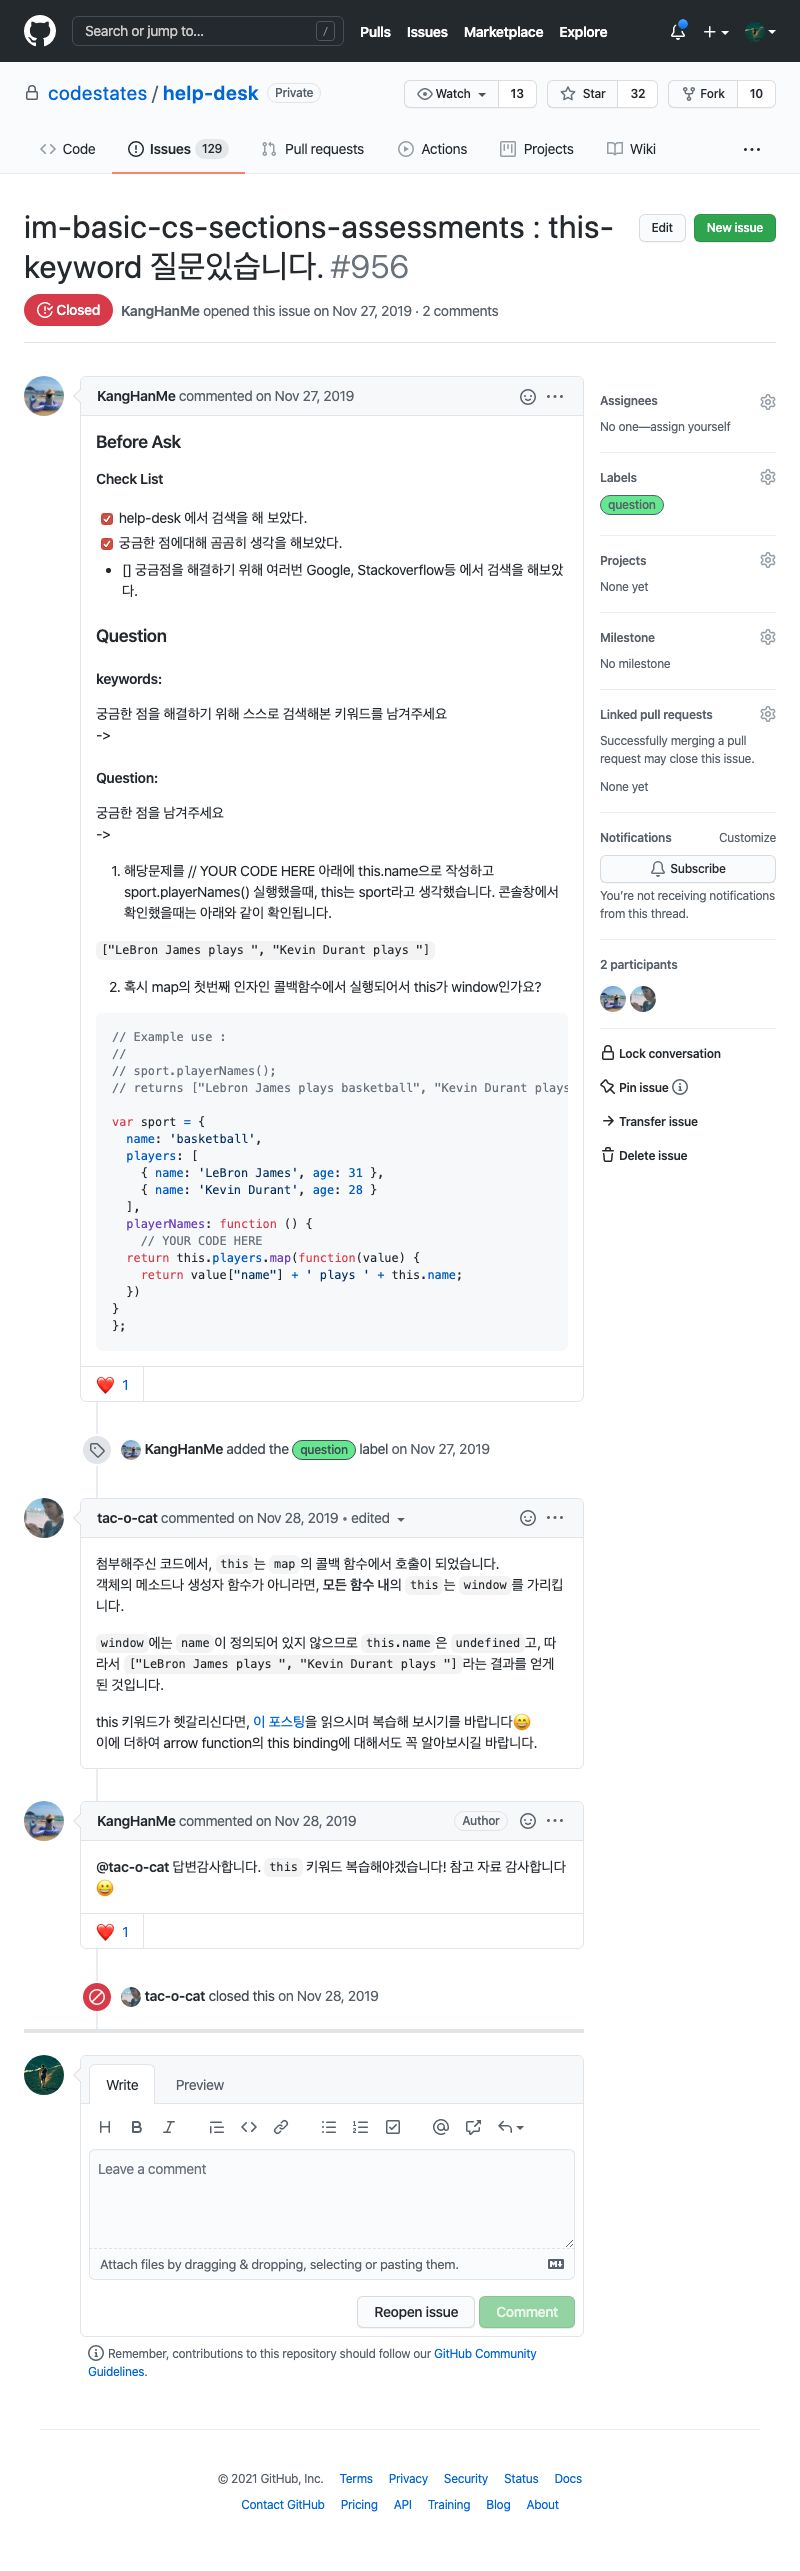 Search or jump to... /
Pulls Issues Marketplace Explore
codestates / help-desk Private
Watch 13 Star 32 Fork 10
Code Issues 129 Pull requests Actions Projects Wiki ...
im-basic-cs-sections-assessments : this-
keyword 질문있습니다. #956
Edit New issue
Closed KangHanMe opened this issue on Nov 27, 2019 · 2 comments
KangHanMe commented on Nov 27, 2019
Before Ask
Check List
help-desk 에서 검색을 해 보았다.
궁금한 점에대해 곰곰히 생각을 해보았다.
• [] 궁금점을 해결하기 위해 여러번 Google, Stackoverflow등 에서 검색을 해보았
다.
Question
keywords:
궁금한 점을 해결하기 위해 스스로 검색해본 키워드를 남겨주세요
->
Question:
궁금한 점을 남겨주세요
->
1. 해당문제를 // YOUR CODE HERE 아래에 this.name으로 작성하고
sport.playerNames() 실행했을때, this는 sport라고 생각했습니다. 콘솔창에서
확인했을때는 아래와 같이 확인됩니다.
["LeBron James plays ", "Kevin Durant plays "]
2. 혹시 map의 첫번째 인자인 콜백함수에서 실행되어서 this가 window인가요?
// Example use :
//
// sport.playerNames();
// returns ["Lebron James plays basketball", "Kevin Durant plays
var sport = {
name: 'basketball',
players: [
{ name: 'LeBron James', age: 31 },
{ name: 'Kevin Durant', age: 28 }
],
playerNames: function () {
// YOUR CODE HERE
return this.players.map(function(value) {
return value["name"] + ' plays ' + this.name;
})
}
};
❤️ 1
KangHanMe added the question label on Nov 27, 2019
tac-o-cat commented on Nov 28, 2019 • edited
첨부해주신 코드에서, this 는 map 의 콜백 함수에서 호출이 되었습니다.
객체의 메소드나 생성자 함수가 아니라면, 모든 함수 내의 this 는 window 를 가리킵
니다.
window 에는 name 이 정의되어 있지 않으므로 this.name 은 undefined 고, 따
라서 ["LeBron James plays ", "Kevin Durant plays "] 라는 결과를 얻게
된 것입니다.
this 키워드가 헷갈리신다면, 이 포스팅을 읽으시며 복습해 보시기를 바랍니다😄
이에 더하여 arrow function의 this binding에 대해서도 꼭 알아보시길 바랍니다.
KangHanMe commented on Nov 28, 2019 Author
@tac-o-cat 답변감사합니다. this 키워드 복습해야겠습니다! 참고 자료 감사합니다
😀
❤️ 1
tac-o-cat closed this on Nov 28, 2019
Write Preview
Leave a comment
Attach files by dragging & dropping, selecting or pasting them.
Reopen issue Comment
Remember, contributions to this repository should follow our GitHub Community
Guidelines.
Assignees
No one—assign yourself
Labels
question
Projects
None yet
Milestone
No milestone
Linked pull requests
Successfully merging a pull
request may close this issue.
None yet
Notifications Customize
Subscribe
You're not receiving notifications
from this thread.
2 participants
Lock conversation
Pin issue
Transfer issue
Delete issue
© 2021 GitHub, Inc. Terms Privacy Security Status Docs
Contact GitHub Pricing API Training Blog About